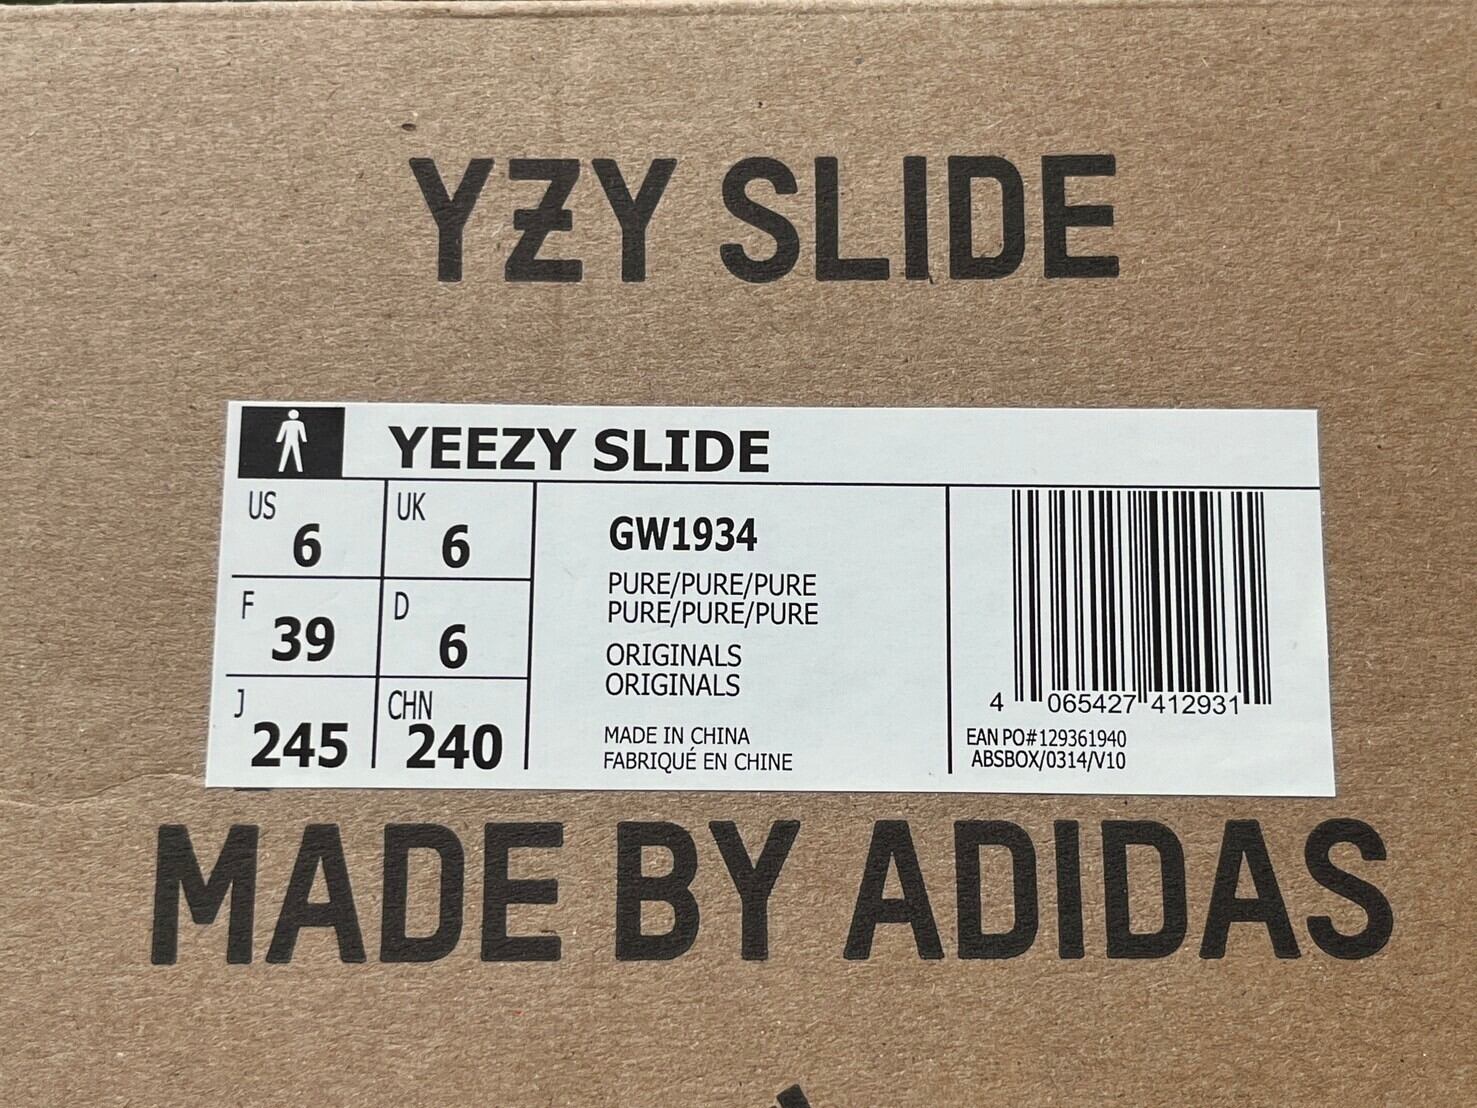 YZY SLIDE
YEEZY SLIDE
US 6 UK 6
F 39 D 6
J 245 CHN 240
GW1934
PURE/PURE/PURE
PURE/PURE/PURE
ORIGINALS
ORIGINALS
MADE IN CHINA
FABRIQUÉ EN CHINE
4 065427 412931
EAN PO#129361940
ABSBOX/0314/V10
MADE BY ADIDAS